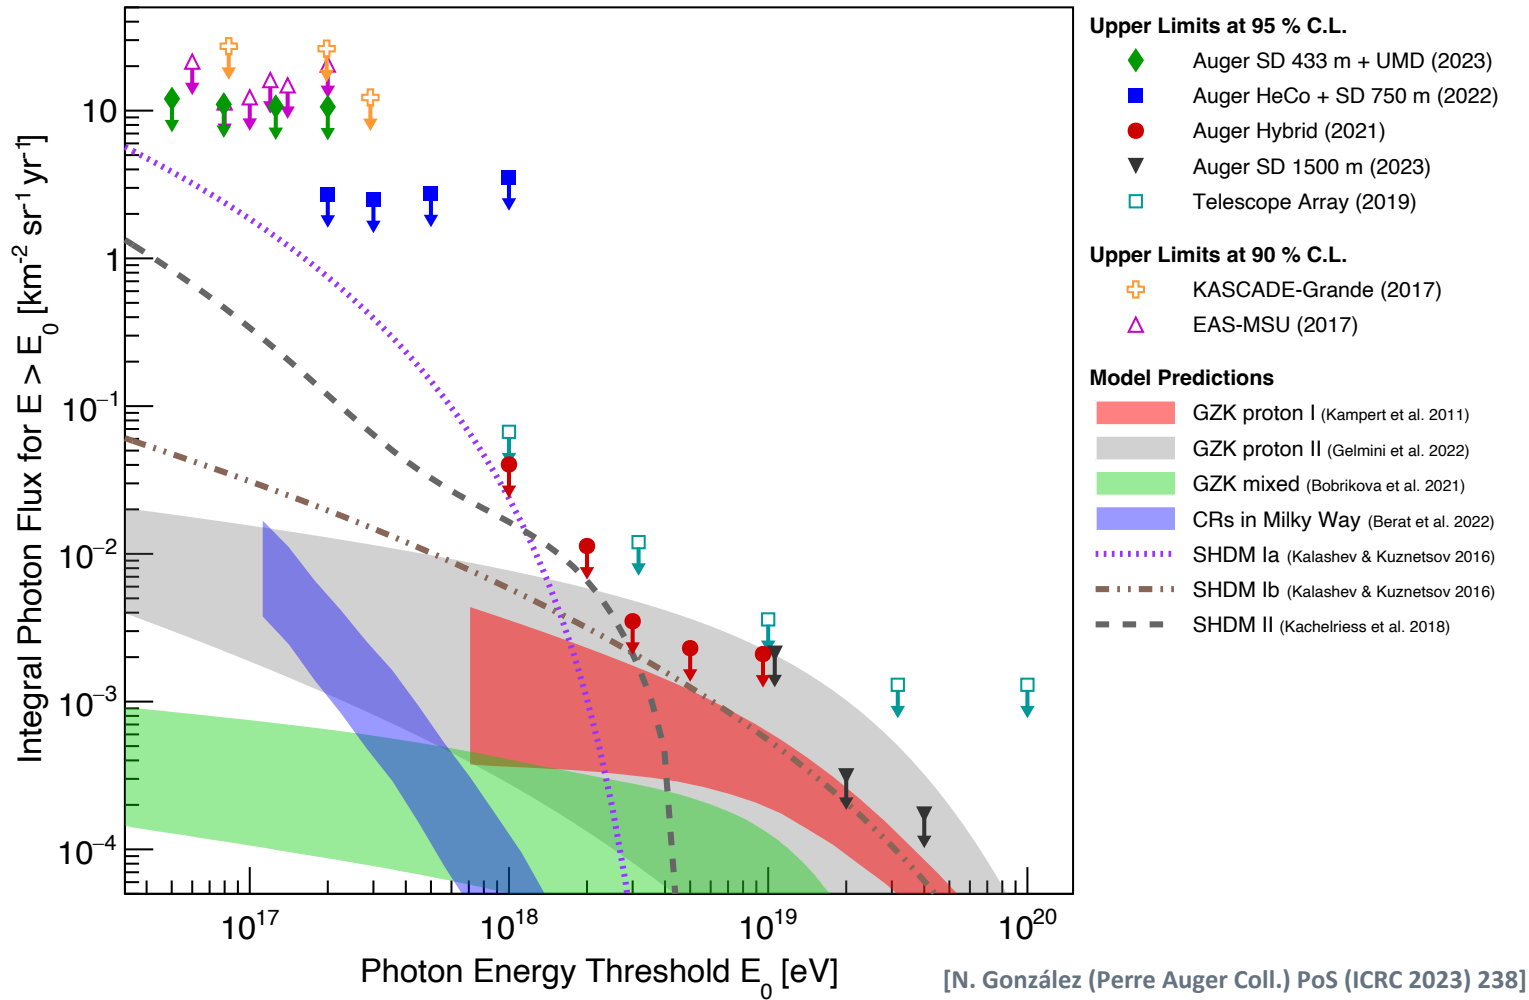 Integral Photon Flux for E > E₀ [km⁻² sr⁻¹ yr⁻¹]
10
1
10⁻¹
10⁻²
10⁻³
10⁻⁴
10¹⁷ 10¹⁸ 10¹⁹ 10²⁰
Photon Energy Threshold E₀ [eV]
Upper Limits at 95 % C.L.
Auger SD 433 m + UMD (2023)
Auger HeCo + SD 750 m (2022)
Auger Hybrid (2021)
Auger SD 1500 m (2023)
Telescope Array (2019)
Upper Limits at 90 % C.L.
KASCADE-Grande (2017)
EAS-MSU (2017)
Model Predictions
GZK proton I (Kampert et al. 2011)
GZK proton II (Gelmini et al. 2022)
GZK mixed (Bobrikova et al. 2021)
CRs in Milky Way (Berat et al. 2022)
SHDM Ia (Kalashev & Kuznetsov 2016)
SHDM Ib (Kalashev & Kuznetsov 2016)
SHDM II (Kachelriess et al. 2018)
[N. González (Perre Auger Coll.) PoS (ICRC 2023) 238]